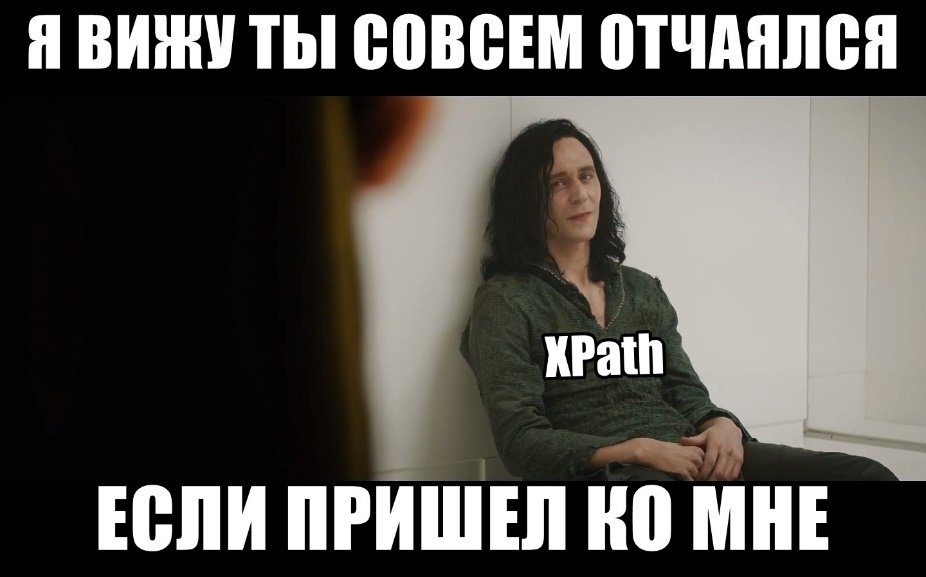 Я ВИЖУ ТЫ СОВСЕМ ОТЧАЯЛСЯ
XPath
ЕСЛИ ПРИШЕЛ КО МНЕ